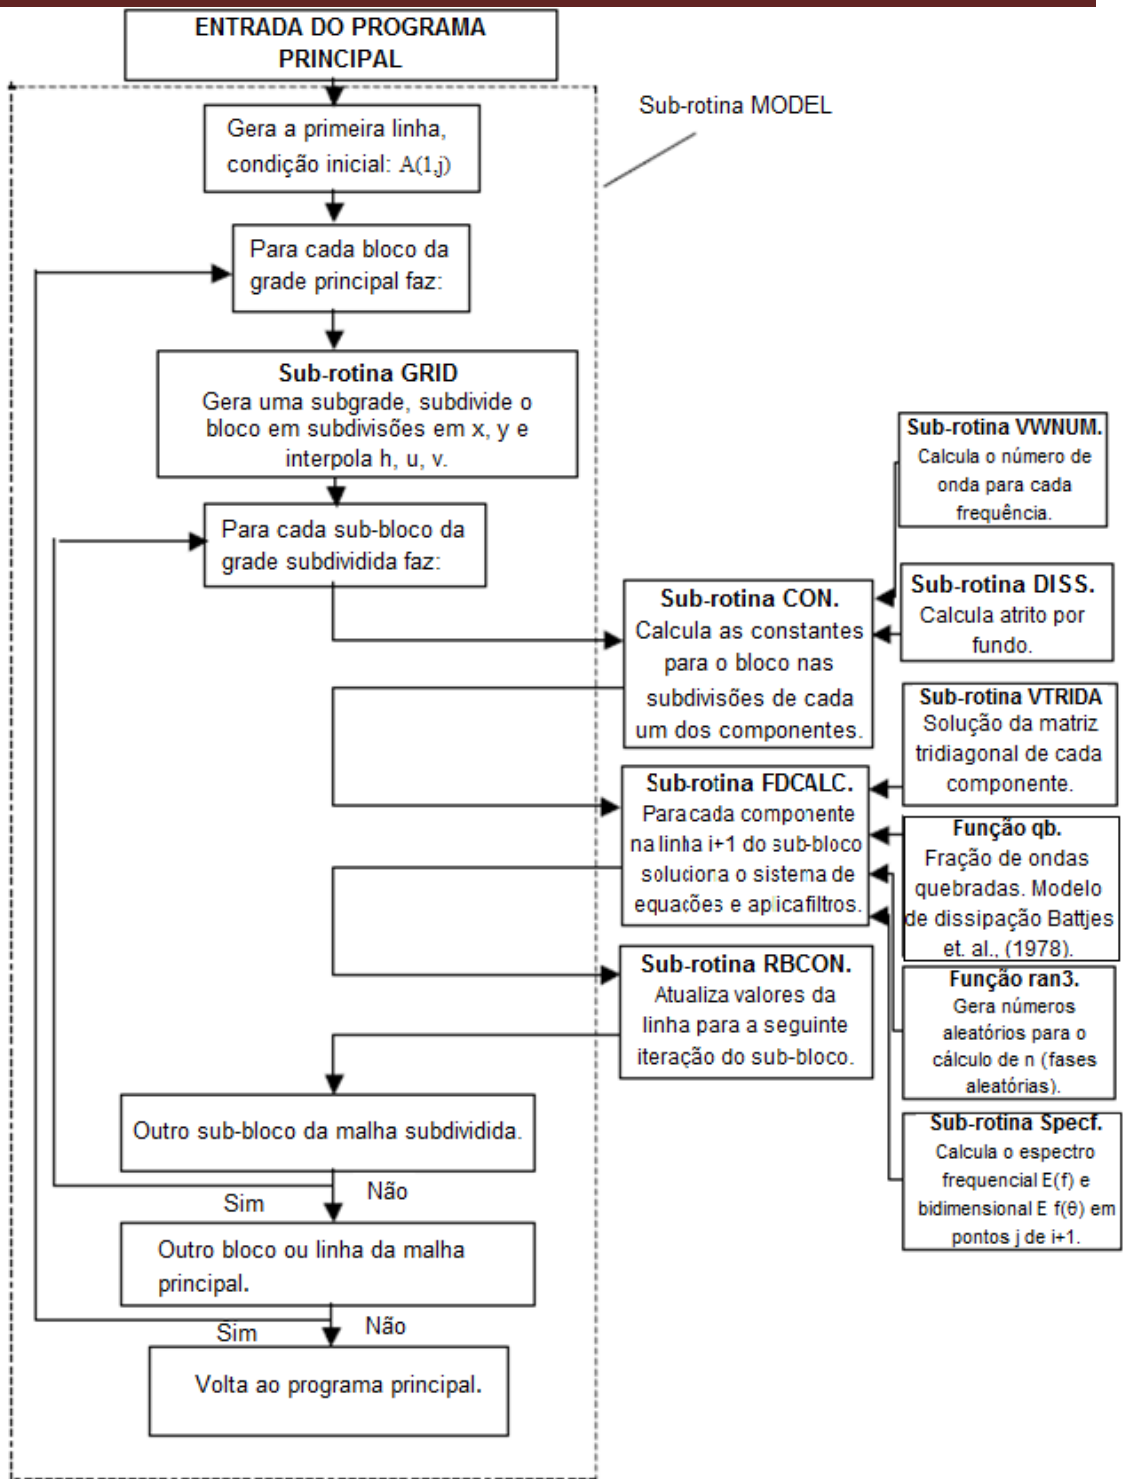 ENTRADA DO PROGRAMA
PRINCIPAL
Sub-rotina MODEL
Gera a primeira linha,
condição inicial: A(1,j)
Para cada bloco da
grade principal faz:
Sub-rotina GRID
Gera uma subgrade, subdivide o
bloco em subdivisões em x, y e
interpola h, u, v.
Para cada sub-bloco da
grade subdividida faz:
Sub-rotina VWNUM.
Calcula o número de
onda para cada
frequência.
Sub-rotina CON.
Calcula as constantes
para o bloco nas
subdivisões de cada
um dos componentes.
Sub-rotina DISS.
Calcula atrito por
fundo.
Sub-rotina VTRIDA
Solução da matriz
tridiagonal de cada
componente.
Sub-rotina FDCALC.
Para cada componente
na linha i+1 do sub-bloco
soluciona o sistema de
equações e aplica filtros.
Função qb.
Fração de ondas
quebradas. Modelo
de dissipação Battjes
et. al., (1978).
Sub-rotina RBCON.
Atualiza valores da
linha para a seguinte
iteração do sub-bloco.
Função ran3.
Gera números
aleatórios para o
cálculo de n (fases
aleatórias).
Sub-rotina Specf.
Calcula o espectro
frequencial E(f) e
bidimensional E f(θ) em
pontos j de i+1.
Outro sub-bloco da malha subdividida.
Sim
Não
Outro bloco ou linha da malha
principal.
Sim
Não
Volta ao programa principal.